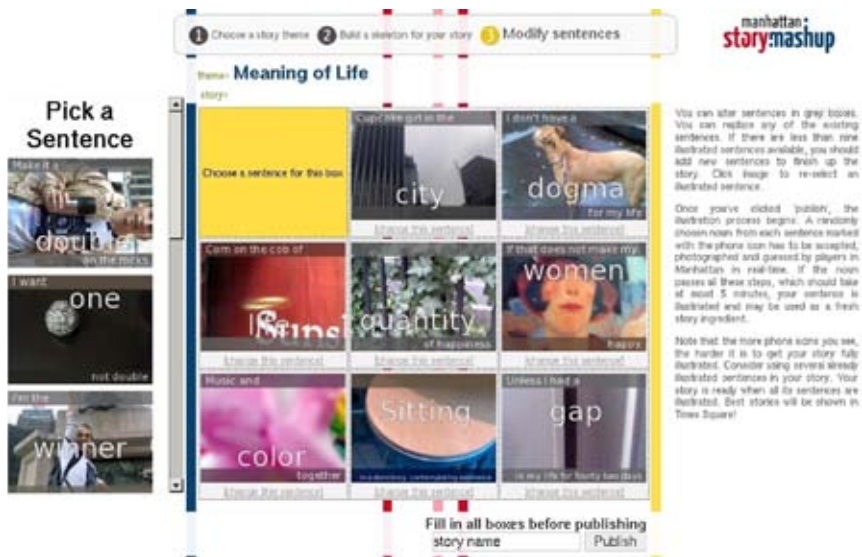 1 Choose a story theme 2 Build a skeleton for your story 3 Modify sentences
manhattan
story:mashup
theme› Meaning of Life
story›
Pick a
Sentence
Make it a
double
on the rocks
I want
one
not double
I'm the
winner
Choose a sentence for this box
Cupcake girl in the
city
[change this sentence]
I don't have a
dogma
for my life
[change this sentence]
Corn on the cob of
life
[change this sentence]
quantity
of happiness
[change this sentence]
If that does not make my
women
happy
[change this sentence]
Music and
color
together
[change this sentence]
Sitting
[change this sentence]
Unless I had a
gap
in my life for fourty two days
[change this sentence]
You can alter sentences in grey boxes.
You can replace any of the existing
sentences. If there are less than nine
illustrated sentences available, you should
add new sentences to finish up the
story. Click image to re-select an
illustrated sentence.
Once you've clicked 'publish', the
illustration process begins. A randomly
chosen noun from each sentence marked
with the phone icon has to be accepted,
photographed and guessed by players in
Manhattan in real-time. If the noun
passes all these steps, which should take
at most 5 minutes, your sentence is
illustrated and may be used as a fresh
story ingredient.
Note that the more phone icons you see,
the harder it is to get your story fully
illustrated. Consider using several already
illustrated sentences in your story. Your
story is ready when all its sentences are
illustrated. Best stories will be shown in
Times Square!
Fill in all boxes before publishing
story name Publish